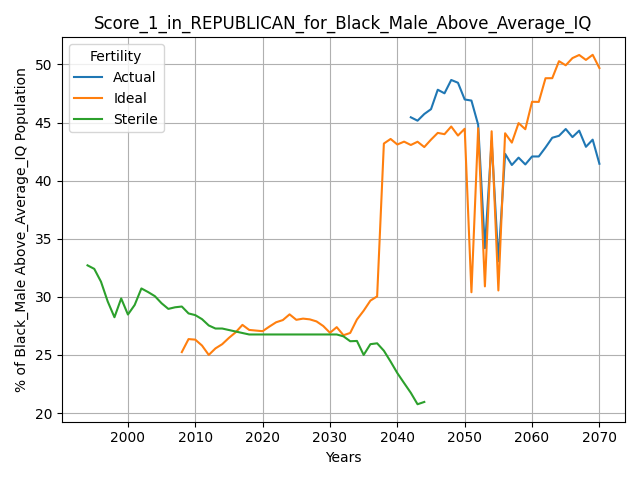 Score_1_in_REPUBLICAN_for_Black_Male_Above_Average_IQ
Fertility
Actual
Ideal
Sterile
% of Black_Male Above_Average_IQ Population
50
45
40
35
30
25
20
2000 2010 2020 2030 2040 2050 2060 2070
Years